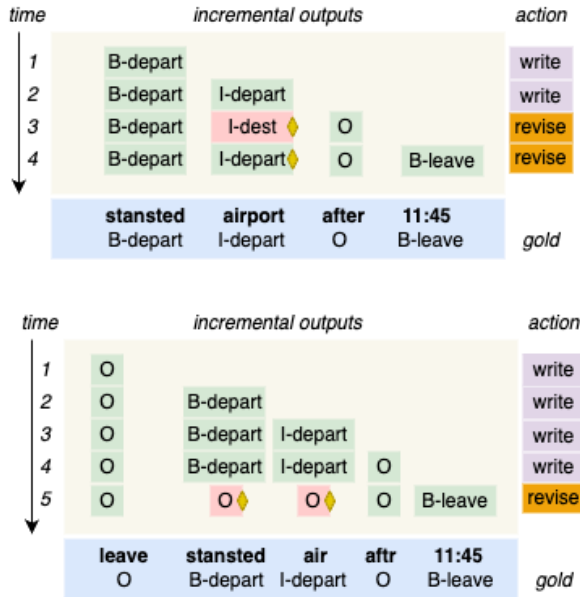 time incremental outputs action
1 B-depart write
2 B-depart I-depart write
3 B-depart I-dest O revise
4 B-depart I-depart O B-leave revise
stansted airport after 11:45
B-depart I-depart O B-leave gold
time incremental outputs action
1 O write
2 O B-depart write
3 O B-depart I-depart write
4 O B-depart I-depart O write
5 O O O O B-leave revise
leave stansted air aftr 11:45
O B-depart I-depart O B-leave gold